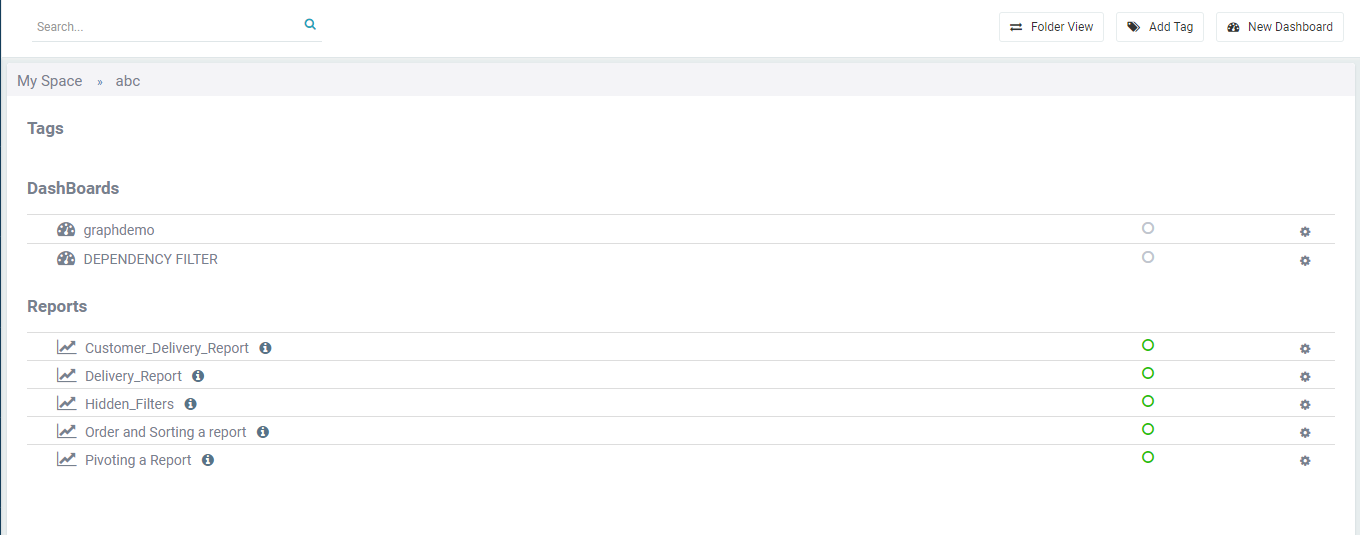 Search...
Folder View
Add Tag
New Dashboard
My Space » abc
Tags
DashBoards
graphdemo
DEPENDENCY FILTER
Reports
Customer_Delivery_Report
Delivery_Report
Hidden_Filters
Order and Sorting a report
Pivoting a Report